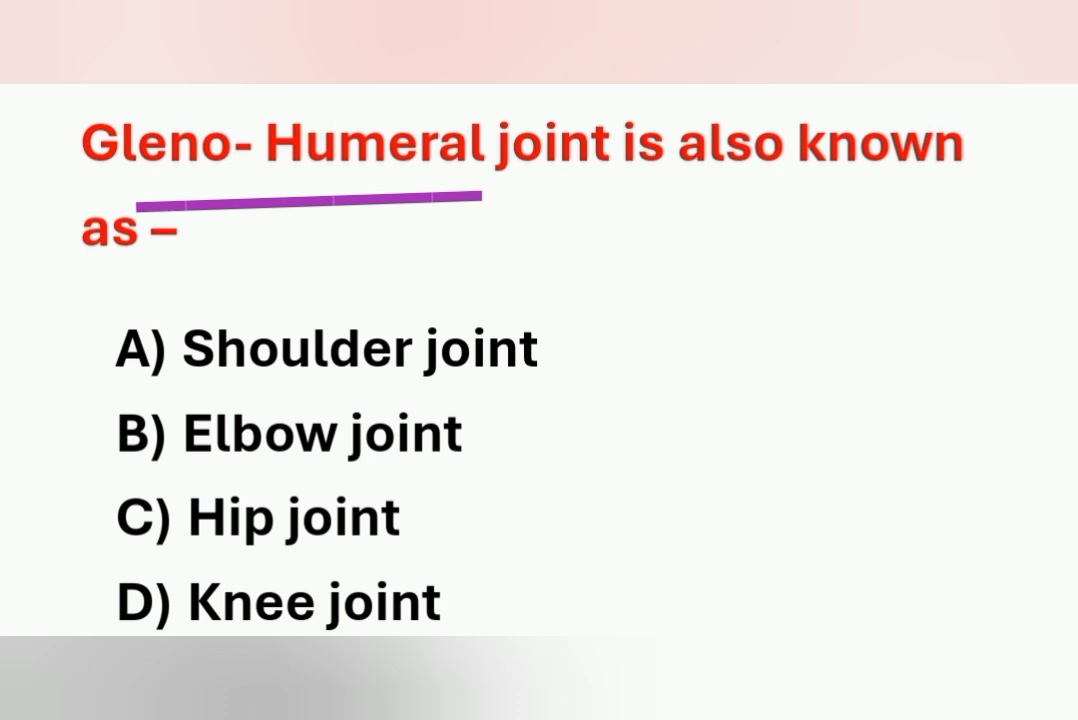 Gleno- Humeral joint is also known
as –
A) Shoulder joint
B) Elbow joint
C) Hip joint
D) Knee joint